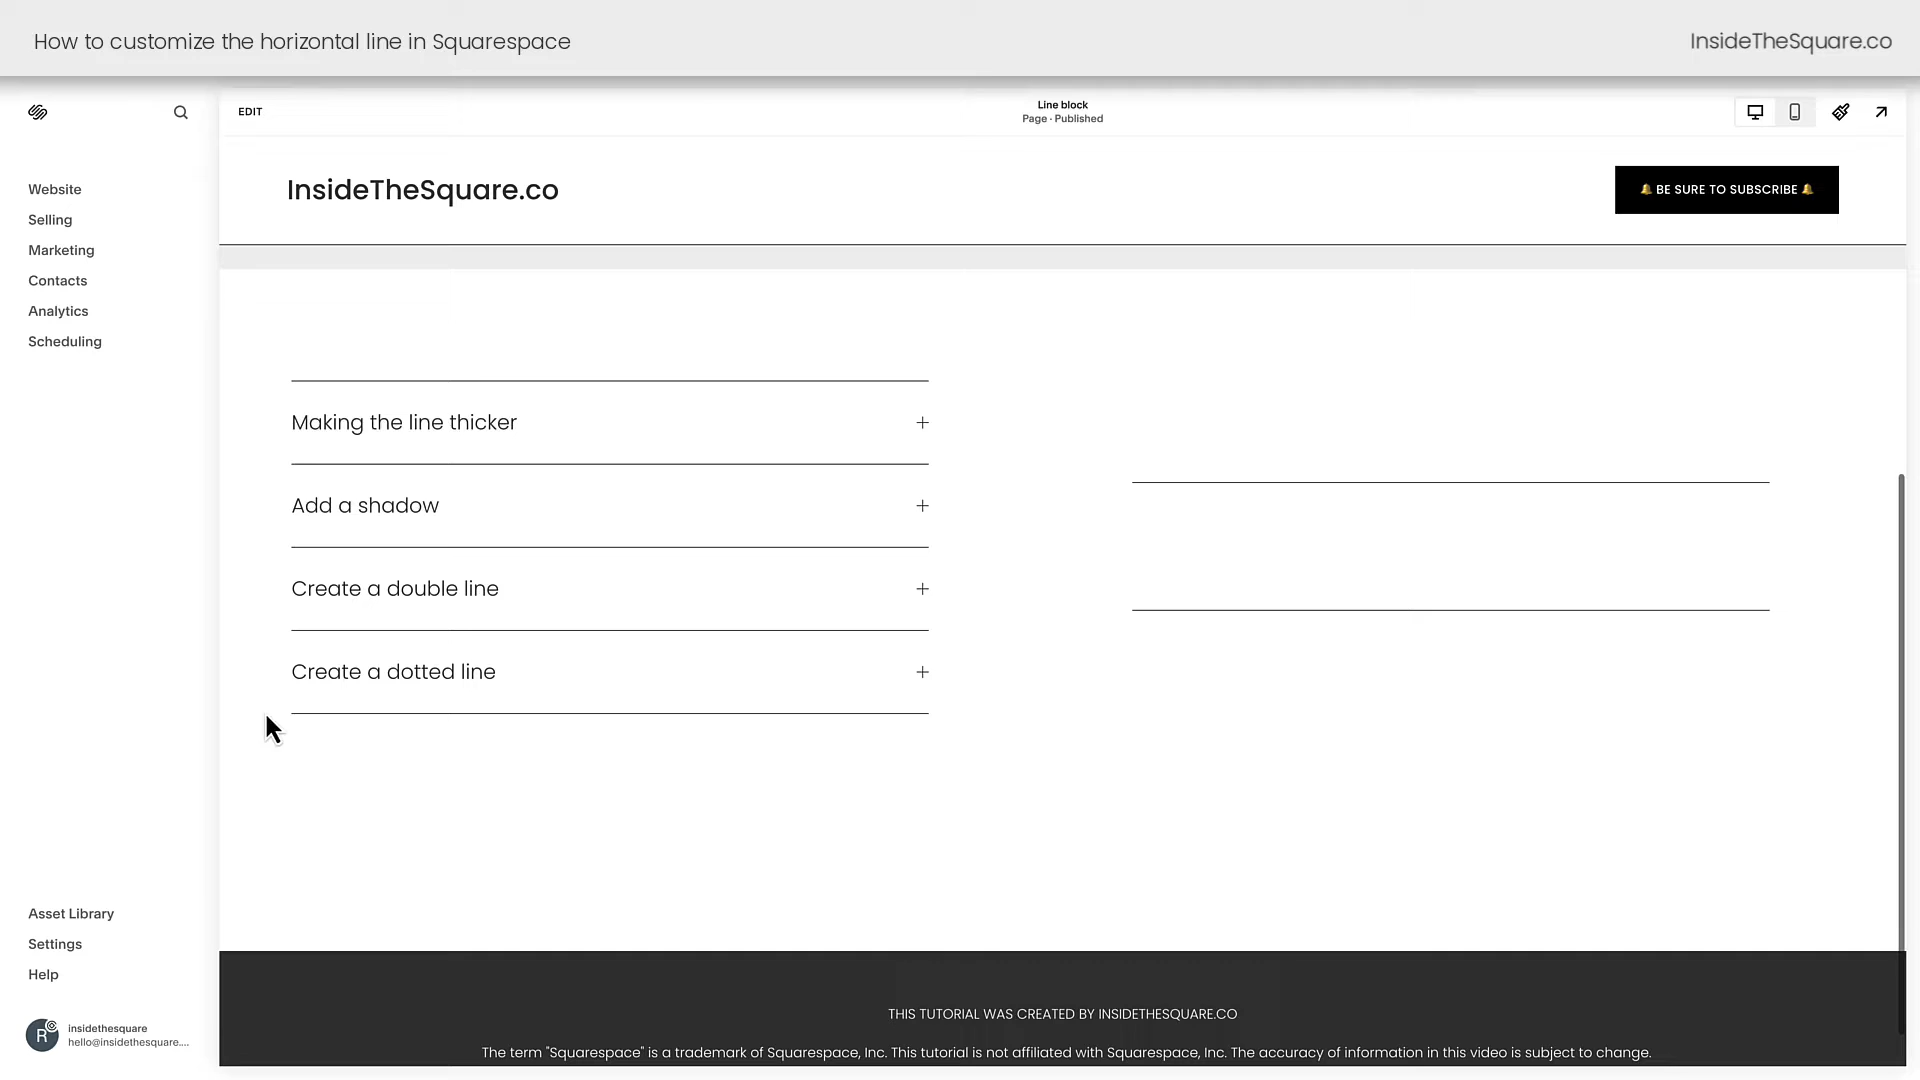 How to customize the horizontal line in Squarespace
InsideTheSquare.co
EDIT
Line block
Page · Published
Website
Selling
Marketing
Contacts
Analytics
Scheduling
InsideTheSquare.co
🔔 BE SURE TO SUBSCRIBE 🔔
Making the line thicker
Add a shadow
Create a double line
Create a dotted line
Asset Library
Settings
Help
R
insidethesquare
hello@insidethesquare....
THIS TUTORIAL WAS CREATED BY INSIDETHESQUARE.CO
The term "Squarespace" is a trademark of Squarespace, Inc. This tutorial is not affiliated with Squarespace, Inc. The accuracy of information in this video is subject to change.